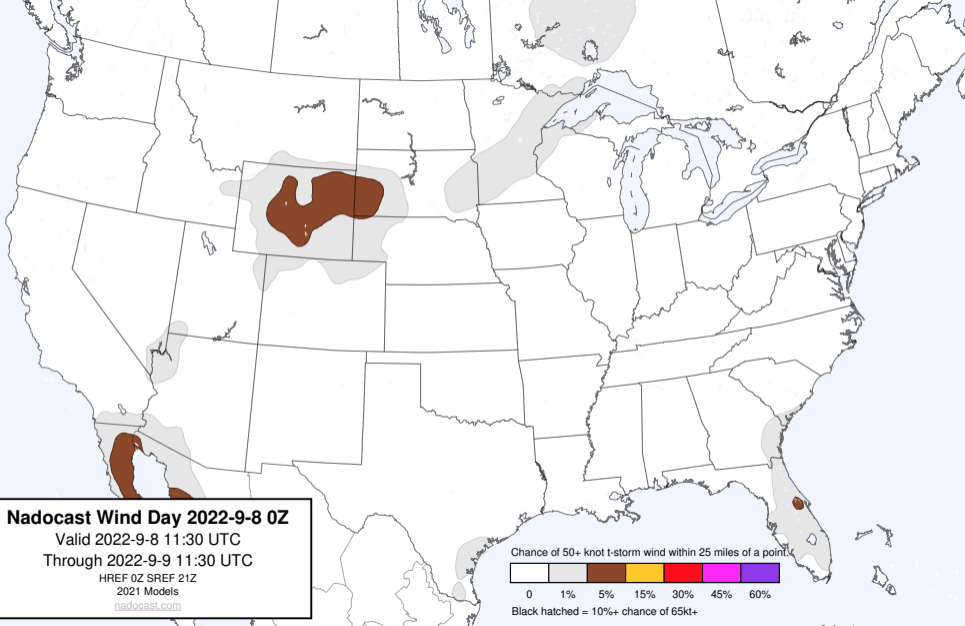 Nadocast Wind Day 2022-9-8 0Z
Valid 2022-9-8 11:30 UTC
Through 2022-9-9 11:30 UTC
HREF 0Z SREF 21Z
2021 Models
nadocast.com
Chance of 50+ knot t-storm wind within 25 miles of a point.
0 1% 5% 15% 30% 45% 60%
Black hatched = 10%+ chance of 65kt+